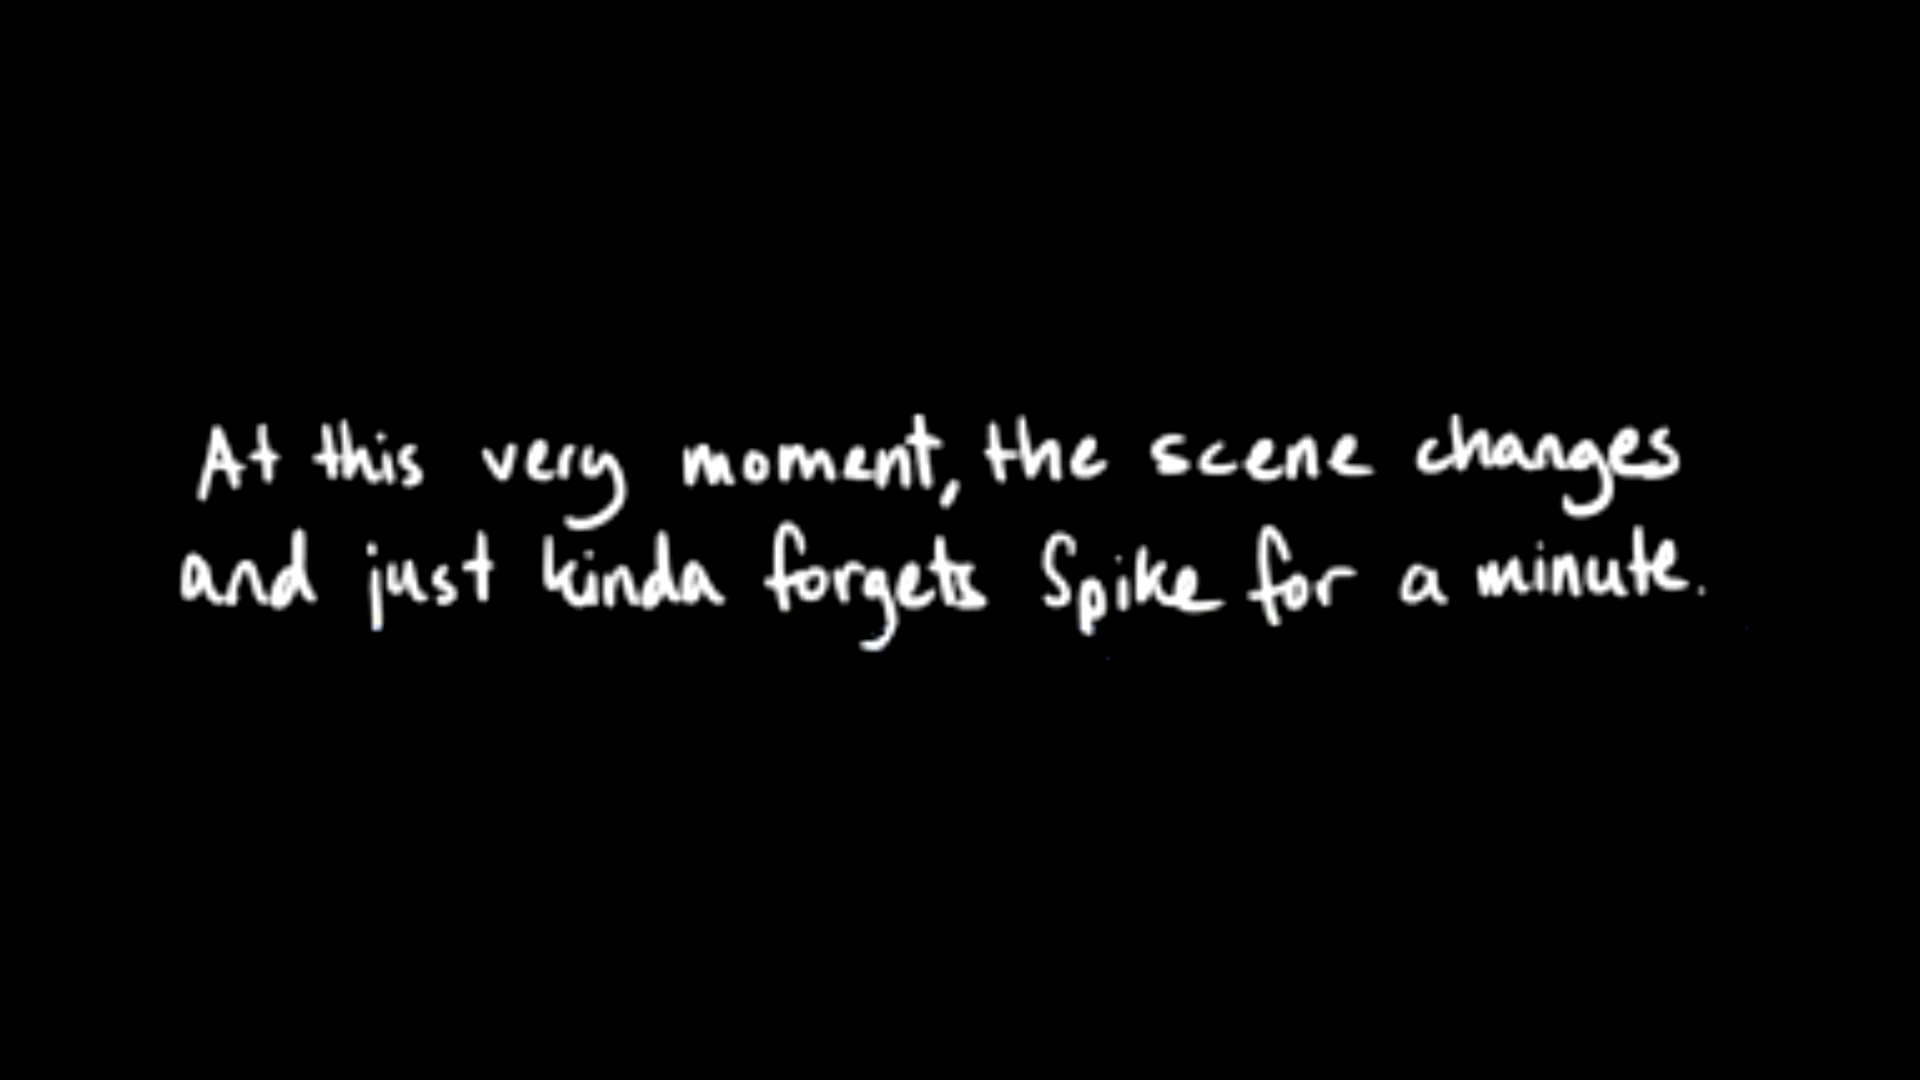 At this very moment, the scene changes
and just kinda forgets Spike for a minute.